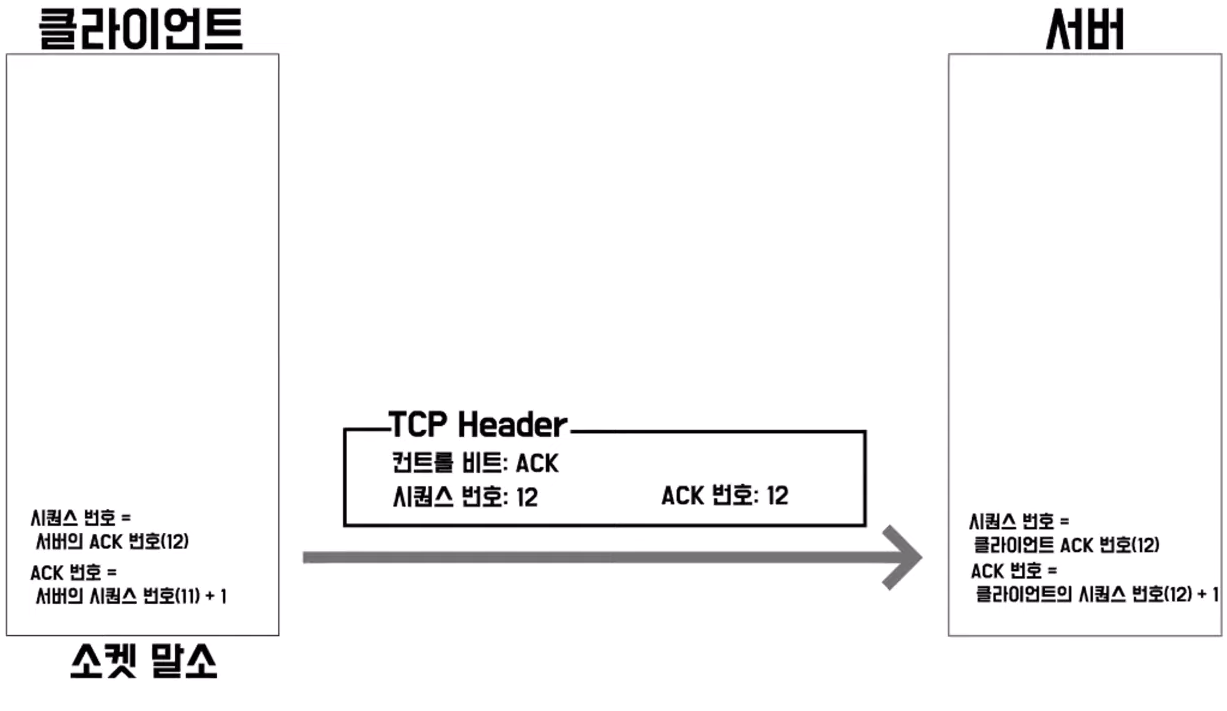 클라이언트
서버
TCP Header
컨트롤 비트: ACK
시퀀스 번호: 12
ACK 번호: 12
시퀀스 번호 =
서버의 ACK 번호(12)
ACK 번호 =
서버의 시퀀스 번호(11) + 1
시퀀스 번호 =
클라이언트 ACK 번호(12)
ACK 번호 =
클라이언트의 시퀀스 번호(12) + 1
소켓 말소